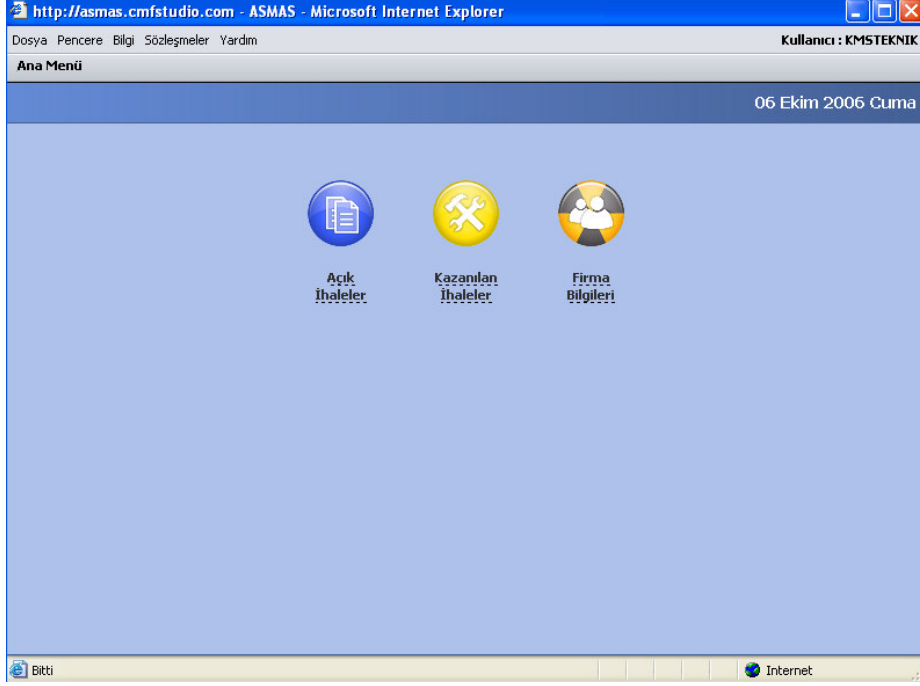 http://asmas.cmfstudio.com - ASMAS - Microsoft Internet Explorer
Dosya Pencere Bilgi Sözleşmeler Yardım
Kullanıcı : KMSTEKNIK
Ana Menü
06 Ekim 2006 Cuma
Açık
İhaleler
Kazanılan
İhaleler
Firma
Bilgileri
Bitti
Internet